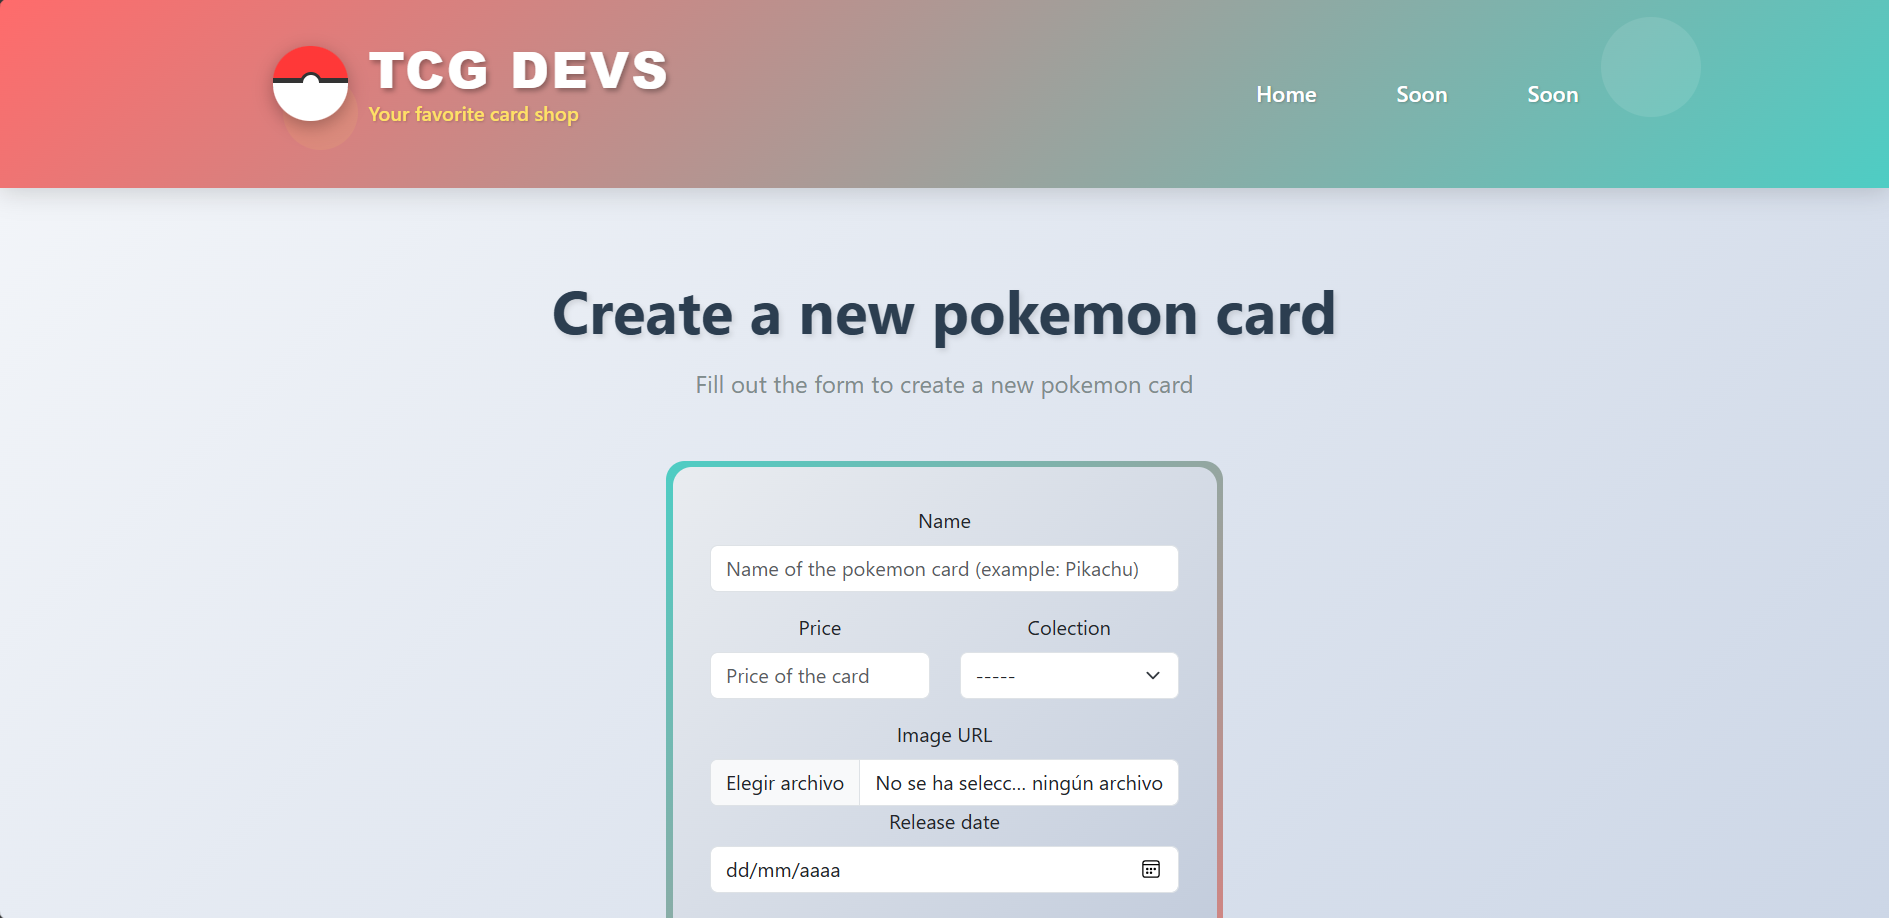 TCG DEVS
Your favorite card shop
Home Soon Soon
Create a new pokemon card
Fill out the form to create a new pokemon card
Name
Name of the pokemon card (example: Pikachu)
Price Colection
Price of the card -----
Image URL
Elegir archivo No se ha selecc... ningún archivo
Release date
dd/mm/aaaa